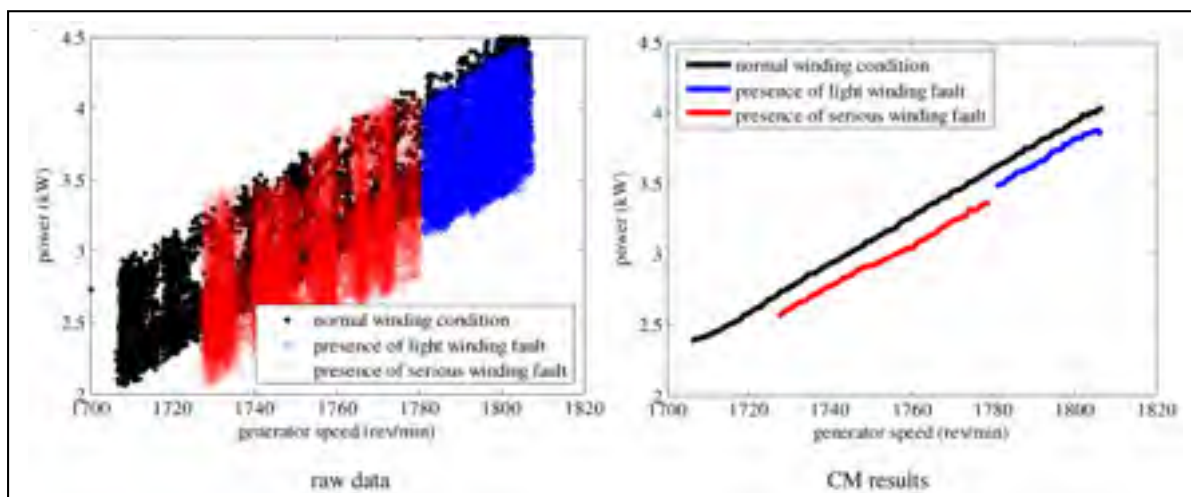 4.5
4
3.5
3
2.5
2
power (kW)
normal winding condition
presence of light winding fault
presence of serious winding fault
1700 1720 1740 1760 1780 1800 1820
generator speed (rev/min)
raw data
4.5
4
3.5
3
2.5
2
power (kW)
normal winding condition
presence of light winding fault
presence of serious winding fault
1700 1720 1740 1760 1780 1800 1820
generator speed (rev/min)
CM results